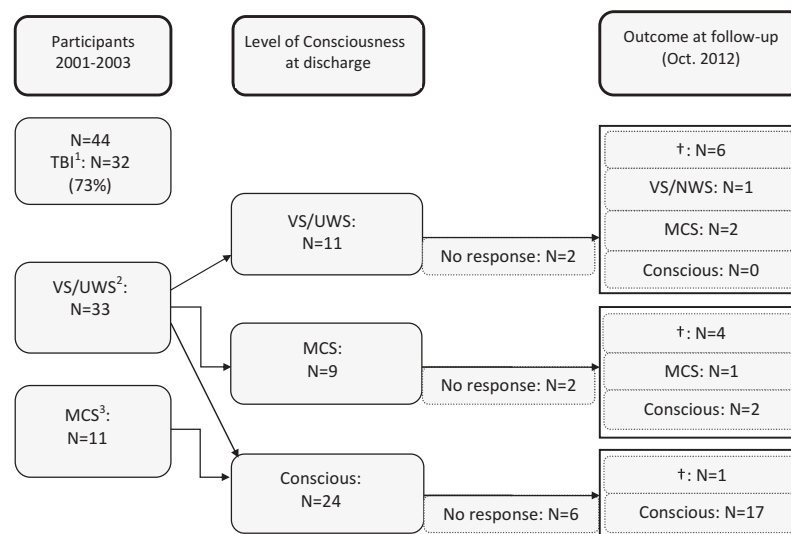 Participants
2001-2003
Level of Consciousness
at discharge
Outcome at follow-up
(Oct. 2012)
N=44
TBI¹: N=32
(73%)
VS/UWS²:
N=33
MCS³:
N=11
VS/UWS:
N=11
MCS:
N=9
Conscious:
N=24
No response: N=2
No response: N=2
No response: N=6
†: N=6
VS/NWS: N=1
MCS: N=2
Conscious: N=0
†: N=4
MCS: N=1
Conscious: N=2
†: N=1
Conscious: N=17